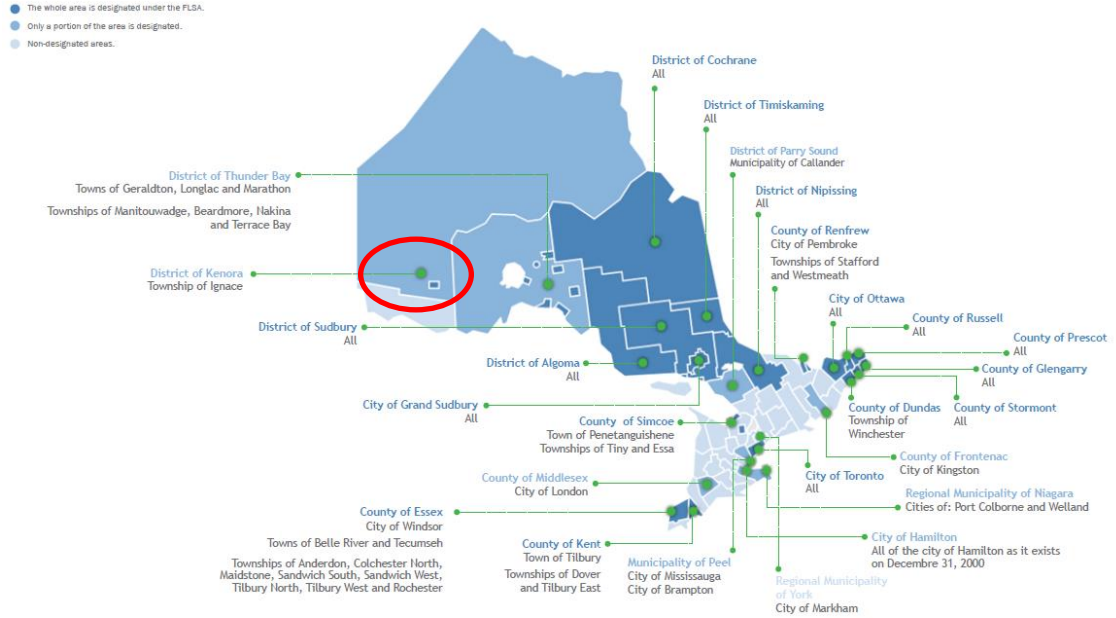 The whole area is designated under the FLSA.
Only a portion of the area is designated.
Non-designated areas.
District of Cochrane
All
District of Timiskaming
All
District of Parry Sound
Municipality of Callander
District of Thunder Bay
Towns of Geraldton, Longlac and Marathon
Townships of Manitouwadge, Beardmore, Nakina
and Terrace Bay
District of Nipissing
All
County of Renfrew
City of Pembroke
Townships of Stafford
and Westmeath
District of Kenora
Township of Ignace
City of Ottawa
All
County of Russell
All
District of Sudbury
All
County of Prescot
All
District of Algoma
All
County of Glengarry
All
City of Grand Sudbury
All
County of Dundas
Township of
Winchester
County of Stormont
All
County of Simcoe
Town of Penetanguishene
Townships of Tiny and Essa
County of Frontenac
City of Kingston
County of Middlesex
City of London
City of Toronto
All
Regional Municipality of Niagara
Cities of: Port Colborne and Welland
County of Essex
City of Windsor
Towns of Belle River and Tecumseh
Townships of Anderdon, Colchester North,
Maidstone, Sandwich South, Sandwich West,
Tilbury North, Tilbury West and Rochester
County of Kent
Town of Tilbury
Townships of Dover
and Tilbury East
Municipality of Peel
City of Mississauga
City of Brampton
City of Hamilton
All of the city of Hamilton as it exists
on Decembre 31, 2000
Regional Municipality
of York
City of Markham